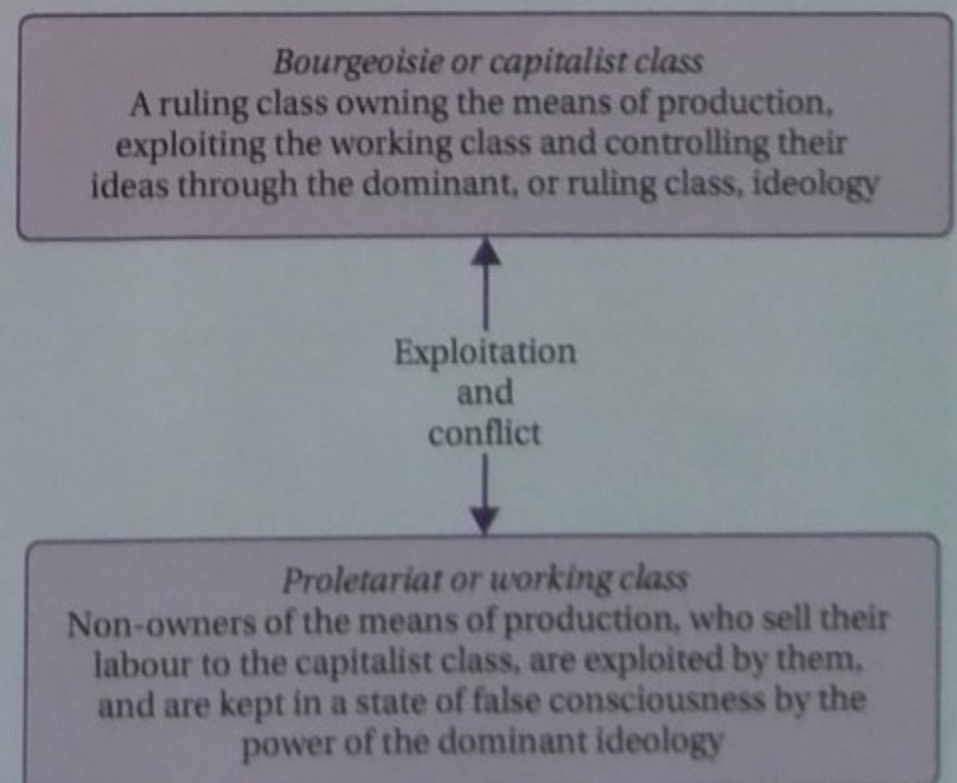 Bourgeoisie or capitalist class
A ruling class owning the means of production,
exploiting the working class and controlling their
ideas through the dominant, or ruling class, ideology
Exploitation
and
conflict
Proletariat or working class
Non-owners of the means of production, who sell their
labour to the capitalist class, are exploited by them,
and are kept in a state of false consciousness by the
power of the dominant ideology